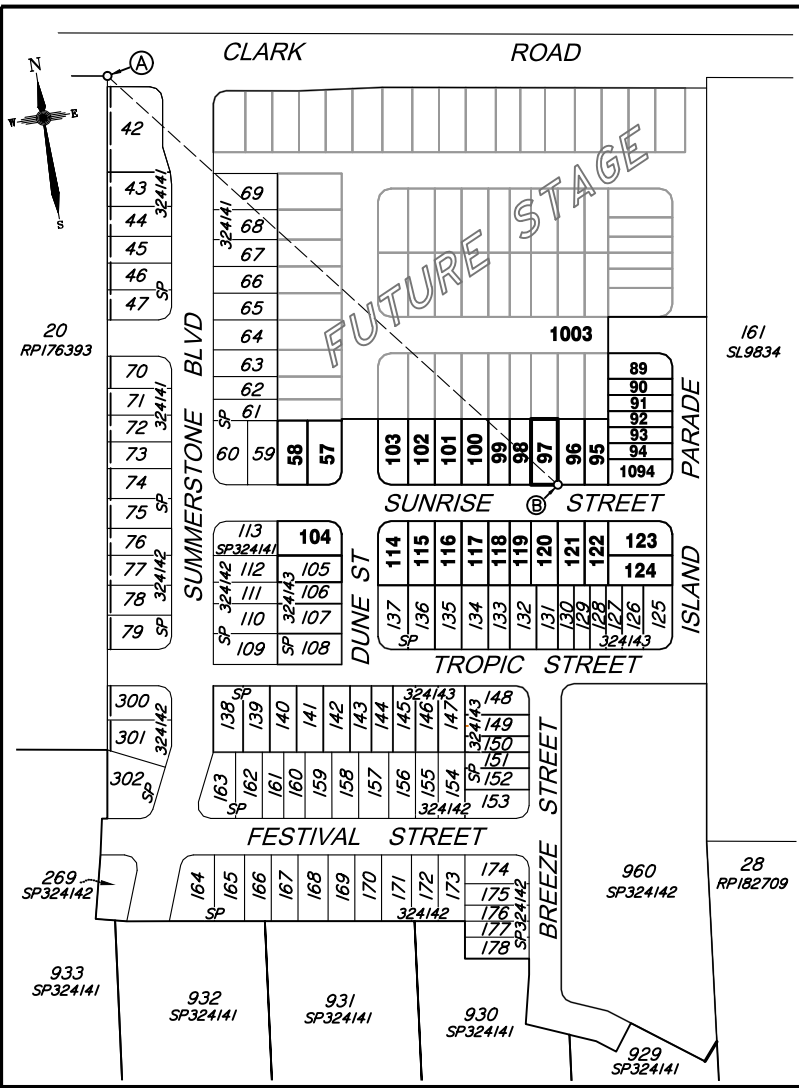 CLARK ROAD
A
N
W E
S
42
43
324141
44
45
46
SP
47
69
324141
68
67
66
65
64
63
62
61
SP
60 59 58 57
FUTURE STAGE
1003
20
RP176393
161
SL9834
SUMMERSTONE BLVD
70
71
324141
72
73
74
SP
75
76
77
324142
78
79
SP
89
90
91
92
93
94
1094
PARADE
103 102 101 100 99 98 97 96 95
B
SUNRISE STREET
113
SP324141
104
112
324142
105
111
324143
106
110
107
SP
109
SP
108
DUNE ST
114 115 116 117 118 119 120 121 122
123
124
ISLAND
137 136 135 134 133 132 131 130 129 128 127 126 125
SP 324143
TROPIC STREET
300
301
324142
302
SP
SP 324143
138 139 140 141 142 143 144 145 146 147
148
149
324143
150
151
SP
152
153
163 162 161 160 159 158 157 156 155 154
SP 324142
FESTIVAL STREET
BREEZE STREET
269
SP324142
164 165 166 167 168 169 170 171 172 173
SP 324142
174
175
176
177
178
SP324142
960
SP324142
28
RP182709
933
SP324141
932
SP324141
931
SP324141
930
SP324141
929
SP324141